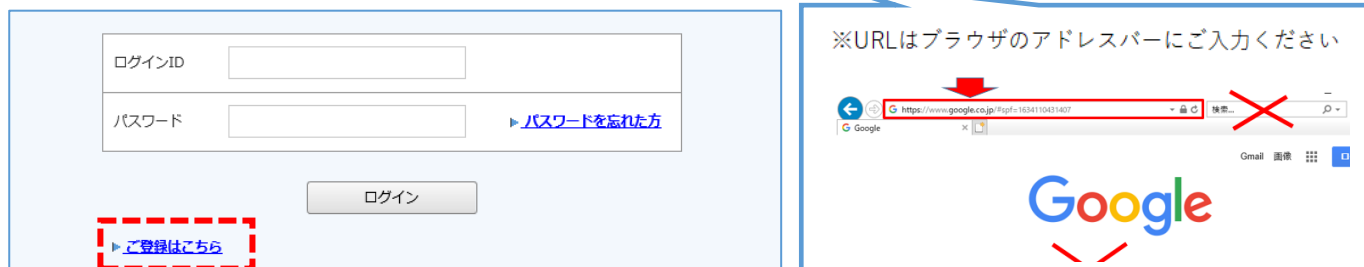 ログインID
パスワード
パスワードを忘れた方
ログイン
ご登録はこちら
※URLはブラウザのアドレスバーにご入力ください
https://www.google.co.jp/#spf=1634110431407
検索...
Google
Gmail 画像
Google